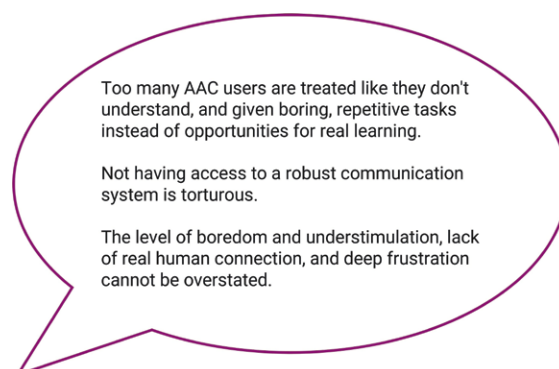 Too many AAC users are treated like they don't
understand, and given boring, repetitive tasks
instead of opportunities for real learning.
Not having access to a robust communication
system is torturous.
The level of boredom and understimulation, lack
of real human connection, and deep frustration
cannot be overstated.